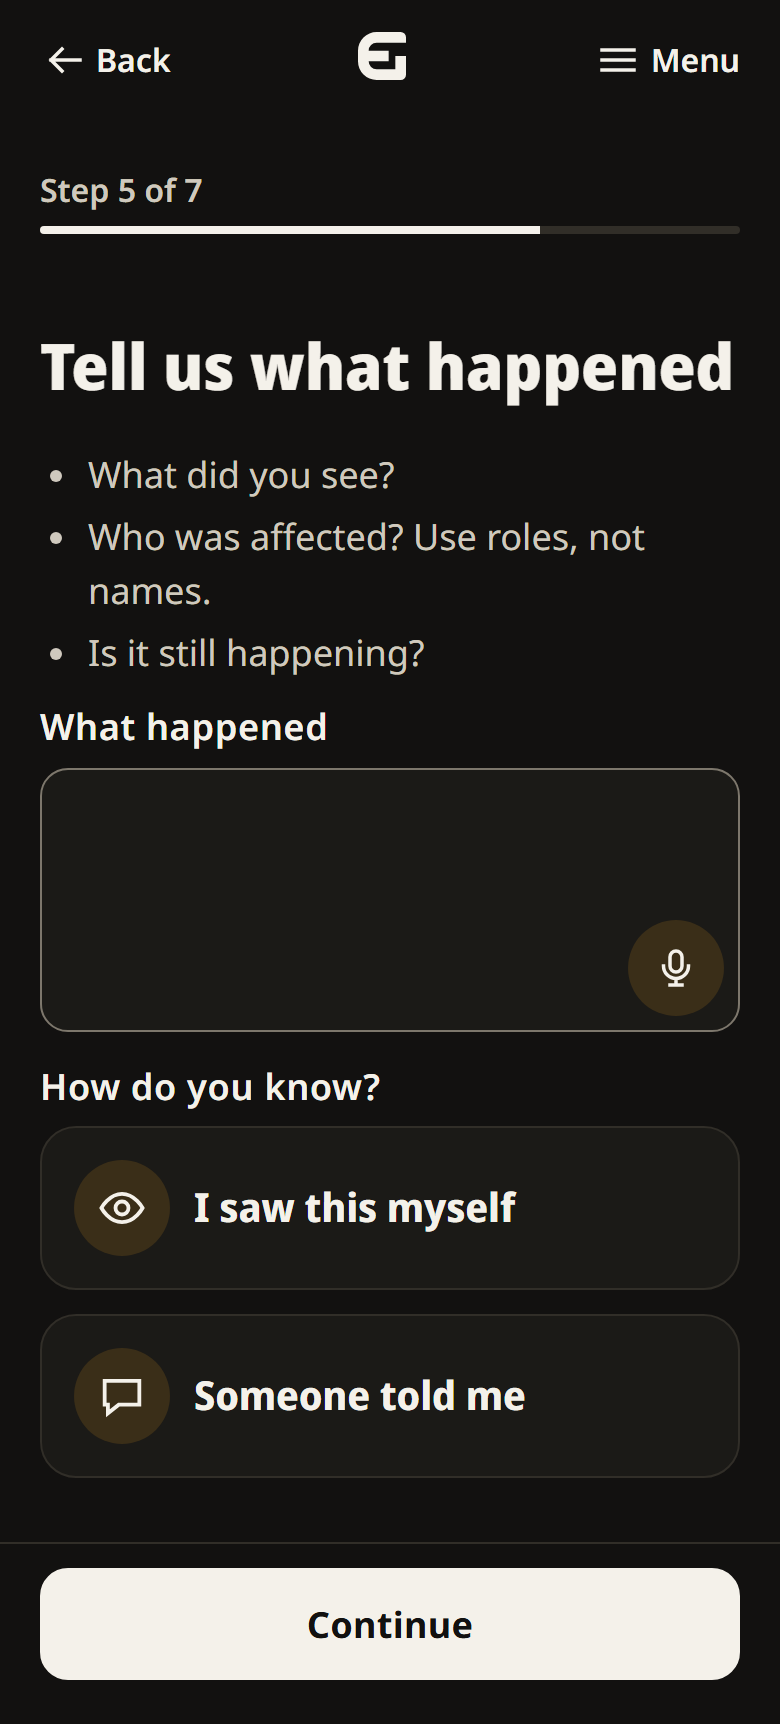 Back
Menu
Step 5 of 7
Tell us what happened
What did you see?
Who was affected? Use roles, not
names.
Is it still happening?
What happened
How do you know?
I saw this myself
Someone told me
Continue